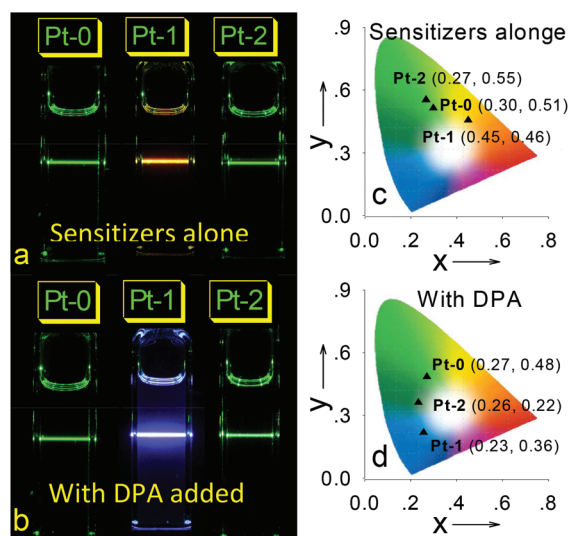 Pt-0 Pt-1 Pt-2
Sensitizers alone
a
Pt-0 Pt-1 Pt-2
With DPA added
b
Sensitizers alonge
.9
.6
0.3
0.0
y
Pt-2 (0.27, 0.55)
Pt-0 (0.30, 0.51)
Pt-1 (0.45, 0.46)
c
.2 .4 .6 .8
x
With DPA
.9
.6
0.3
0.0
y
Pt-0 (0.27, 0.48)
Pt-2 (0.26, 0.22)
Pt-1 (0.23, 0.36)
d
.2 .4 .6 .8
x